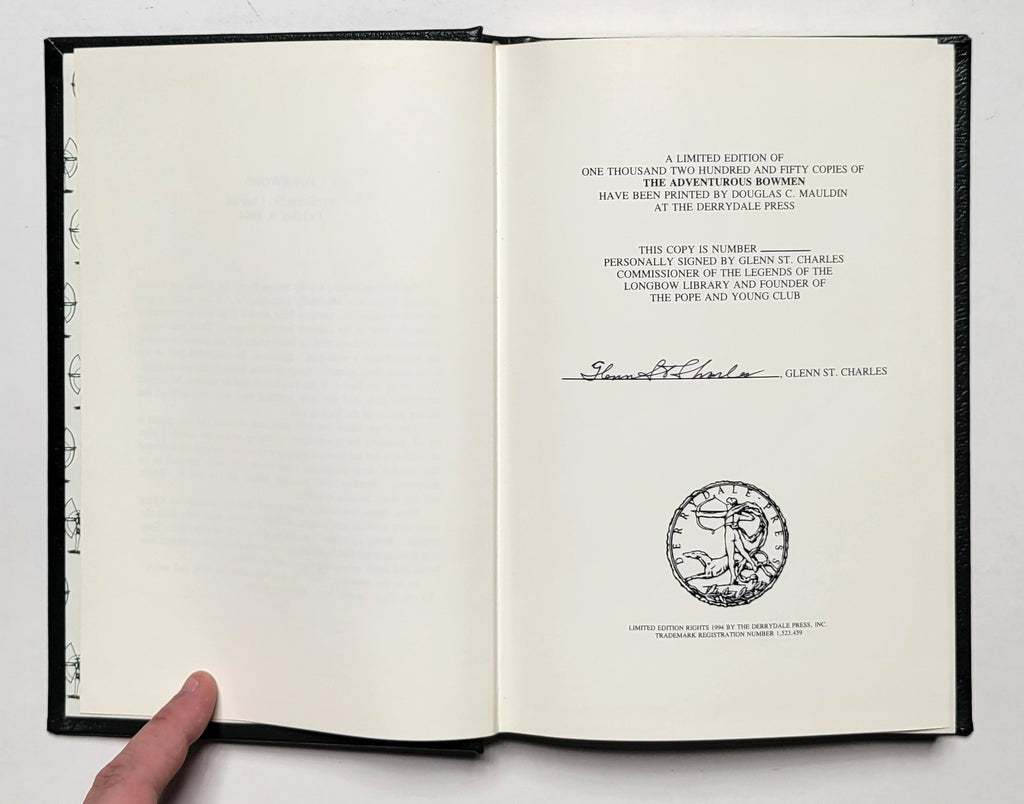 A LIMITED EDITION OF
ONE THOUSAND TWO HUNDRED AND FIFTY COPIES OF
THE ADVENTUROUS BOWMEN
HAVE BEEN PRINTED BY DOUGLAS C. MAULDIN
AT THE DERRYDALE PRESS
THIS COPY IS NUMBER
PERSONALLY SIGNED BY GLENN ST. CHARLES
COMMISSIONER OF THE LEGENDS OF THE
LONGBOW LIBRARY AND FOUNDER OF
THE POPE AND YOUNG CLUB
Glenn St Charles, GLENN ST. CHARLES
DERRYDALE·PRESS
LIMITED EDITION RIGHTS 1994 BY THE DERRYDALE PRESS, INC.
TRADEMARK REGISTRATION NUMBER 1,523,459